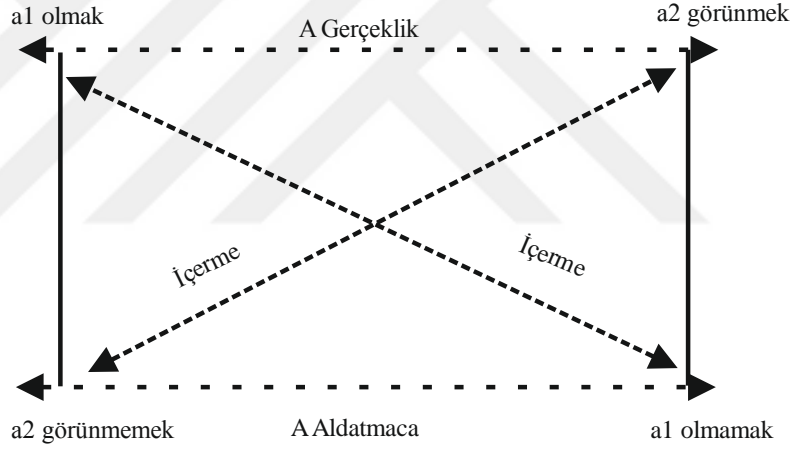 a1 olmak
A Gerçeklik
a2 görünmek
İçerme
İçerme
a2 görünmemek
A Aldatmaca
a1 olmamak